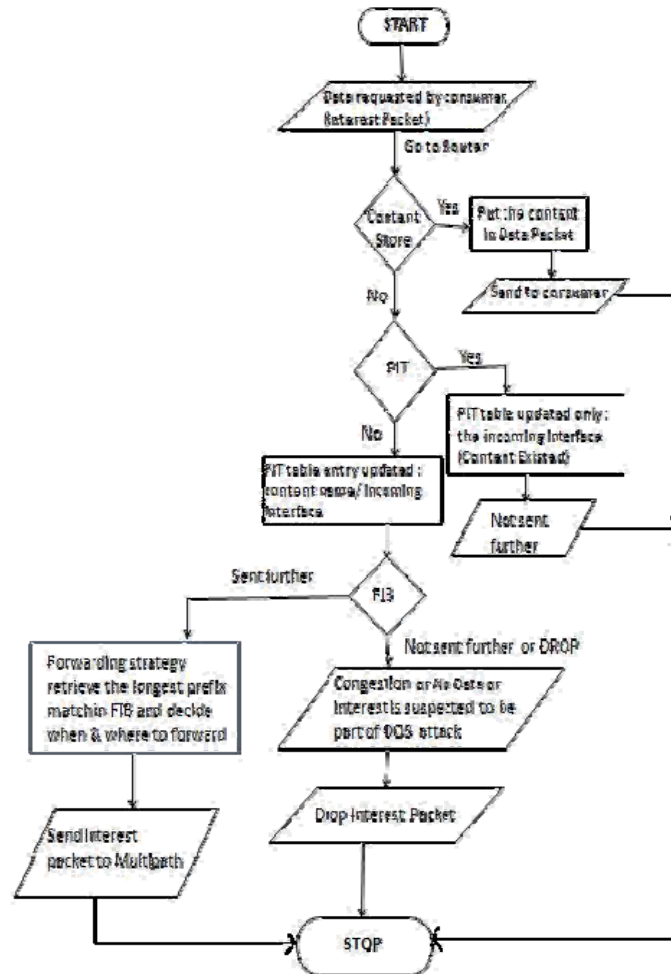 START
Data requested by consumer
(Interest Packet)
Go to Router
Content
Store
Yes
Put the content
in Data Packet
Send to consumer
No
PIT
Yes
PIT table updated only :
the incoming Interface
(Content Existed)
No
PIT table entry updated :
content name/ Incoming
Interface
Not sent
further
Sent further
FIB
Not sent further or DROP
Forwarding strategy
retrieve the longest prefix
match in FIB and decide
when & where to forward
Congestion or No Data or
Interest is suspected to be
part of DOS attack
Send Interest
packet to Multipath
Drop Interest Packet
STOP